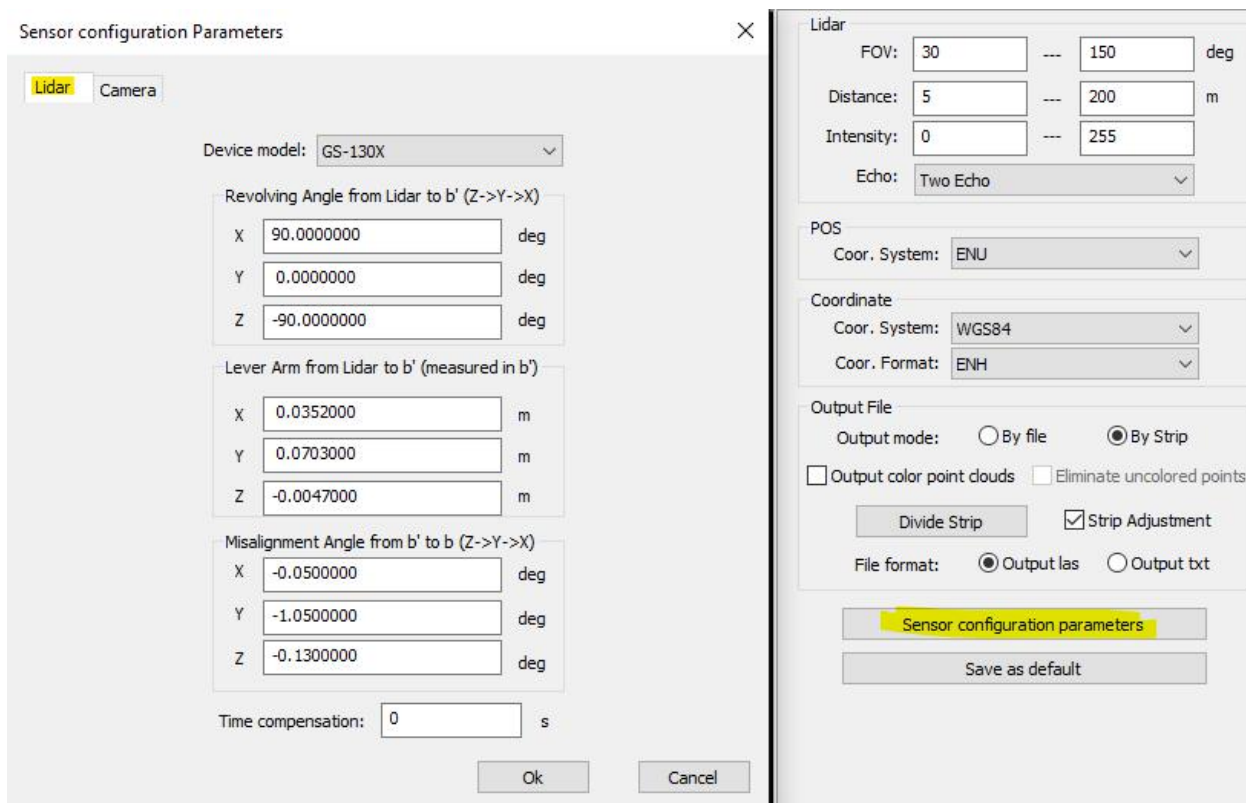 Sensor configuration Parameters
Lidar Camera
Device model: GS-130X
Revolving Angle from Lidar to b' (Z->Y->X)
X 90.0000000 deg
Y 0.0000000 deg
Z -90.0000000 deg
Lever Arm from Lidar to b' (measured in b')
X 0.0352000 m
Y 0.0703000 m
Z -0.0047000 m
Misalignment Angle from b' to b (Z->Y->X)
X -0.0500000 deg
Y -1.0500000 deg
Z -0.1300000 deg
Time compensation: 0 s
Ok Cancel
Lidar
FOV: 30 --- 150 deg
Distance: 5 --- 200 m
Intensity: 0 --- 255
Echo: Two Echo
POS
Coor. System: ENU
Coordinate
Coor. System: WGS84
Coor. Format: ENH
Output File
Output mode: By file By Strip
Output color point clouds Eliminate uncolored points
Divide Strip Strip Adjustment
File format: Output las Output txt
Sensor configuration parameters
Save as default